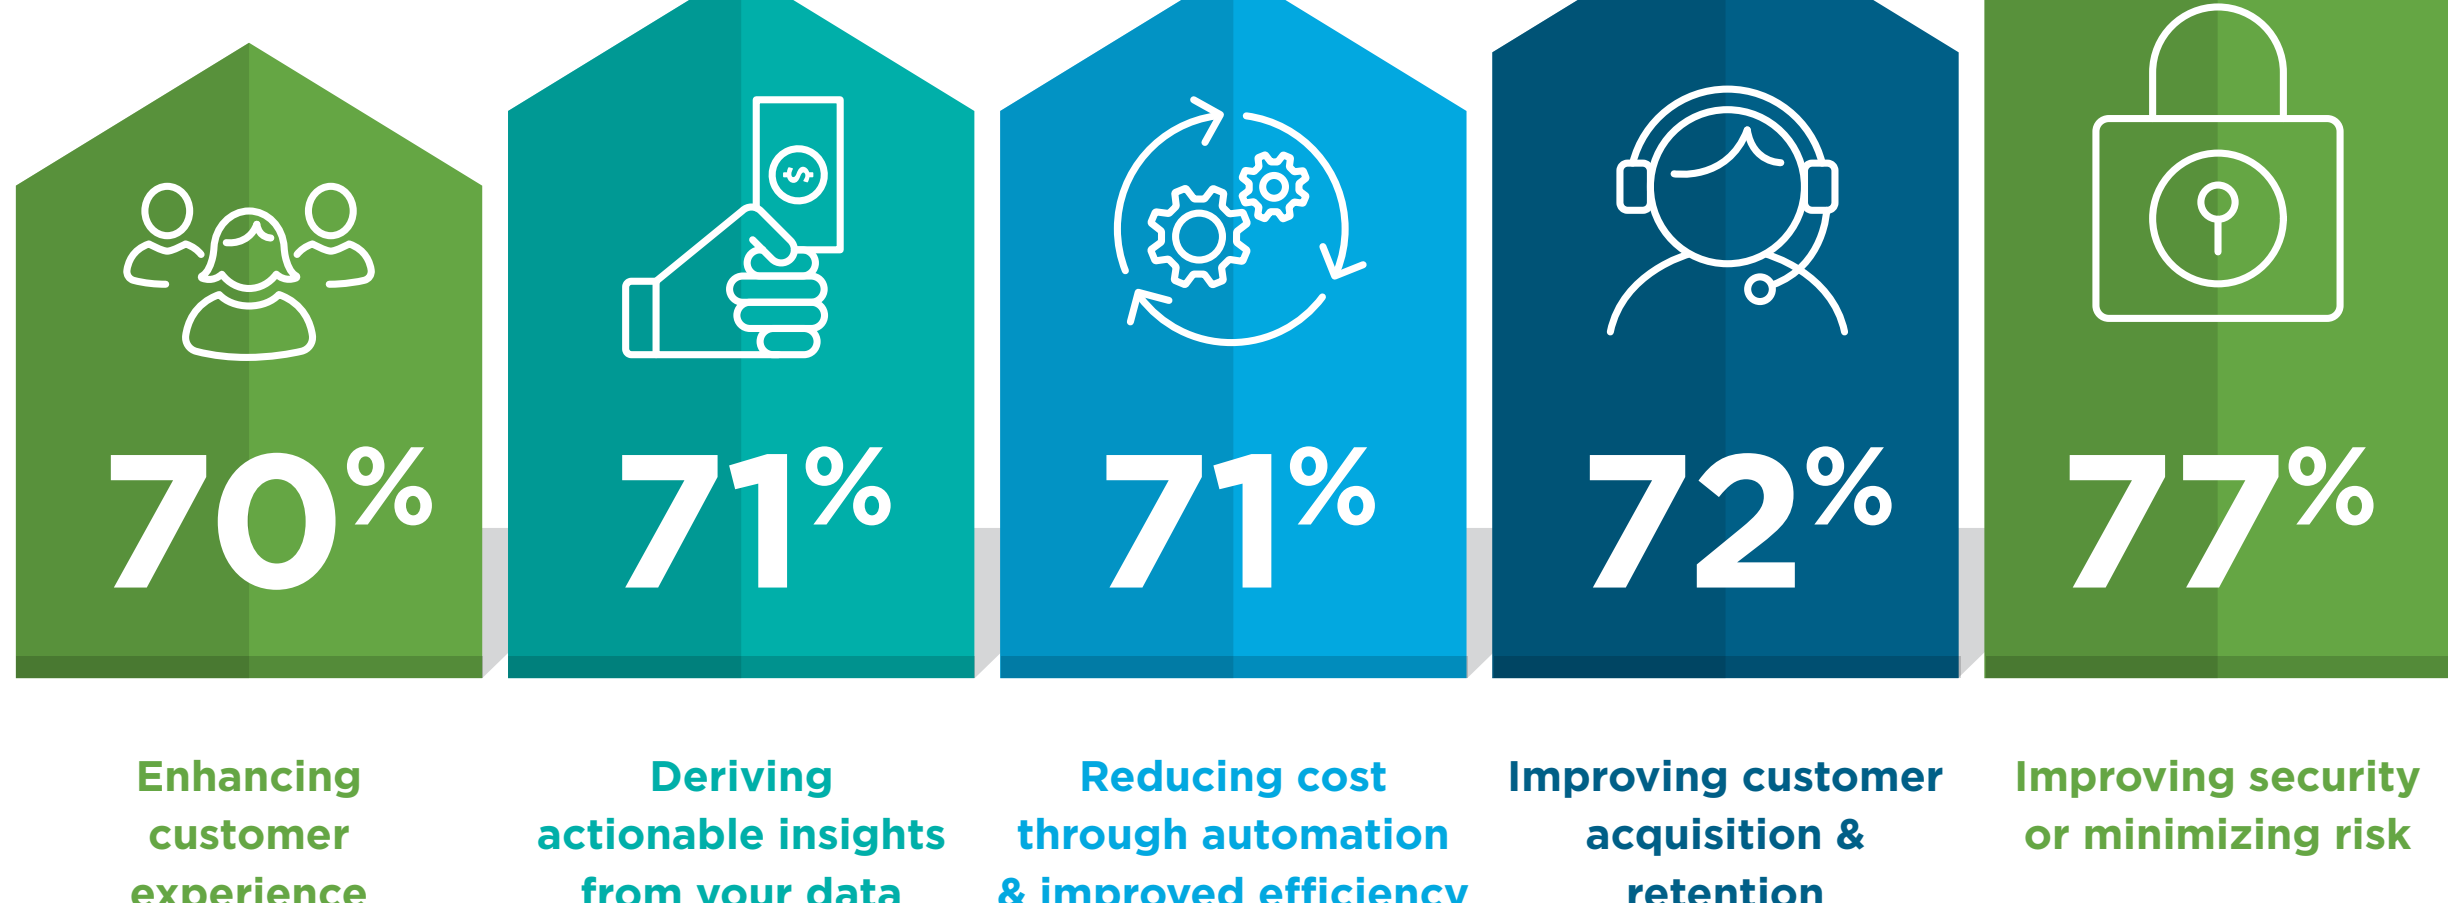 $
70%
71%
71%
72%
77%
Enhancing
customer
experience
Deriving
actionable insights
from your data
Reducing cost
through automation
& improved efficiency
Improving customer
acquisition &
retention
Improving security
or minimizing risk